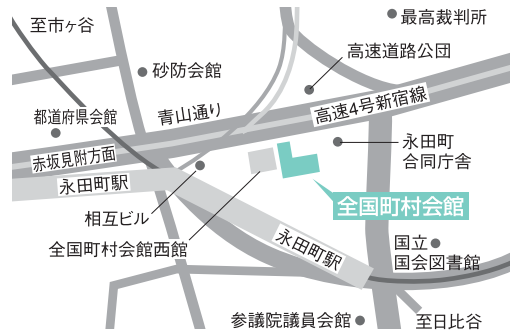 至市ヶ谷
最高裁判所
高速道路公団
砂防会館
青山通り
高速4号新宿線
都道府県会館
永田町
合同庁舎
赤坂見附方面
永田町駅
全国町村会館
相互ビル
全国町村会館西館
永田町駅
国立
国会図書館
参議院議員会館
至日比谷